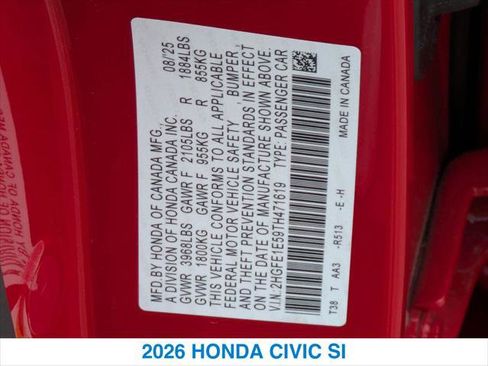 MFD.BY HONDA OF CANADA MFG. 08/25
A DIVISION OF HONDA CANADA INC.
GVWR 3968LBS GAWR F 2105LBS R 1884LBS
GVWR 1800KG GAWR F 955KG R 855KG
THIS VEHICLE CONFORMS TO ALL APPLICABLE
FEDERAL MOTOR VEHICLE SAFETY, BUMPER,
AND THEFT PREVENTION STANDARDS IN EFFECT
ON THE DATE OF MANUFACTURE SHOWN ABOVE.
V.I.N. 2HGFE1E59TH471619 TYPE: PASSENGER CAR
T38 T AA3 -R513 -E -H MADE IN CANADA
2026 HONDA CIVIC SI